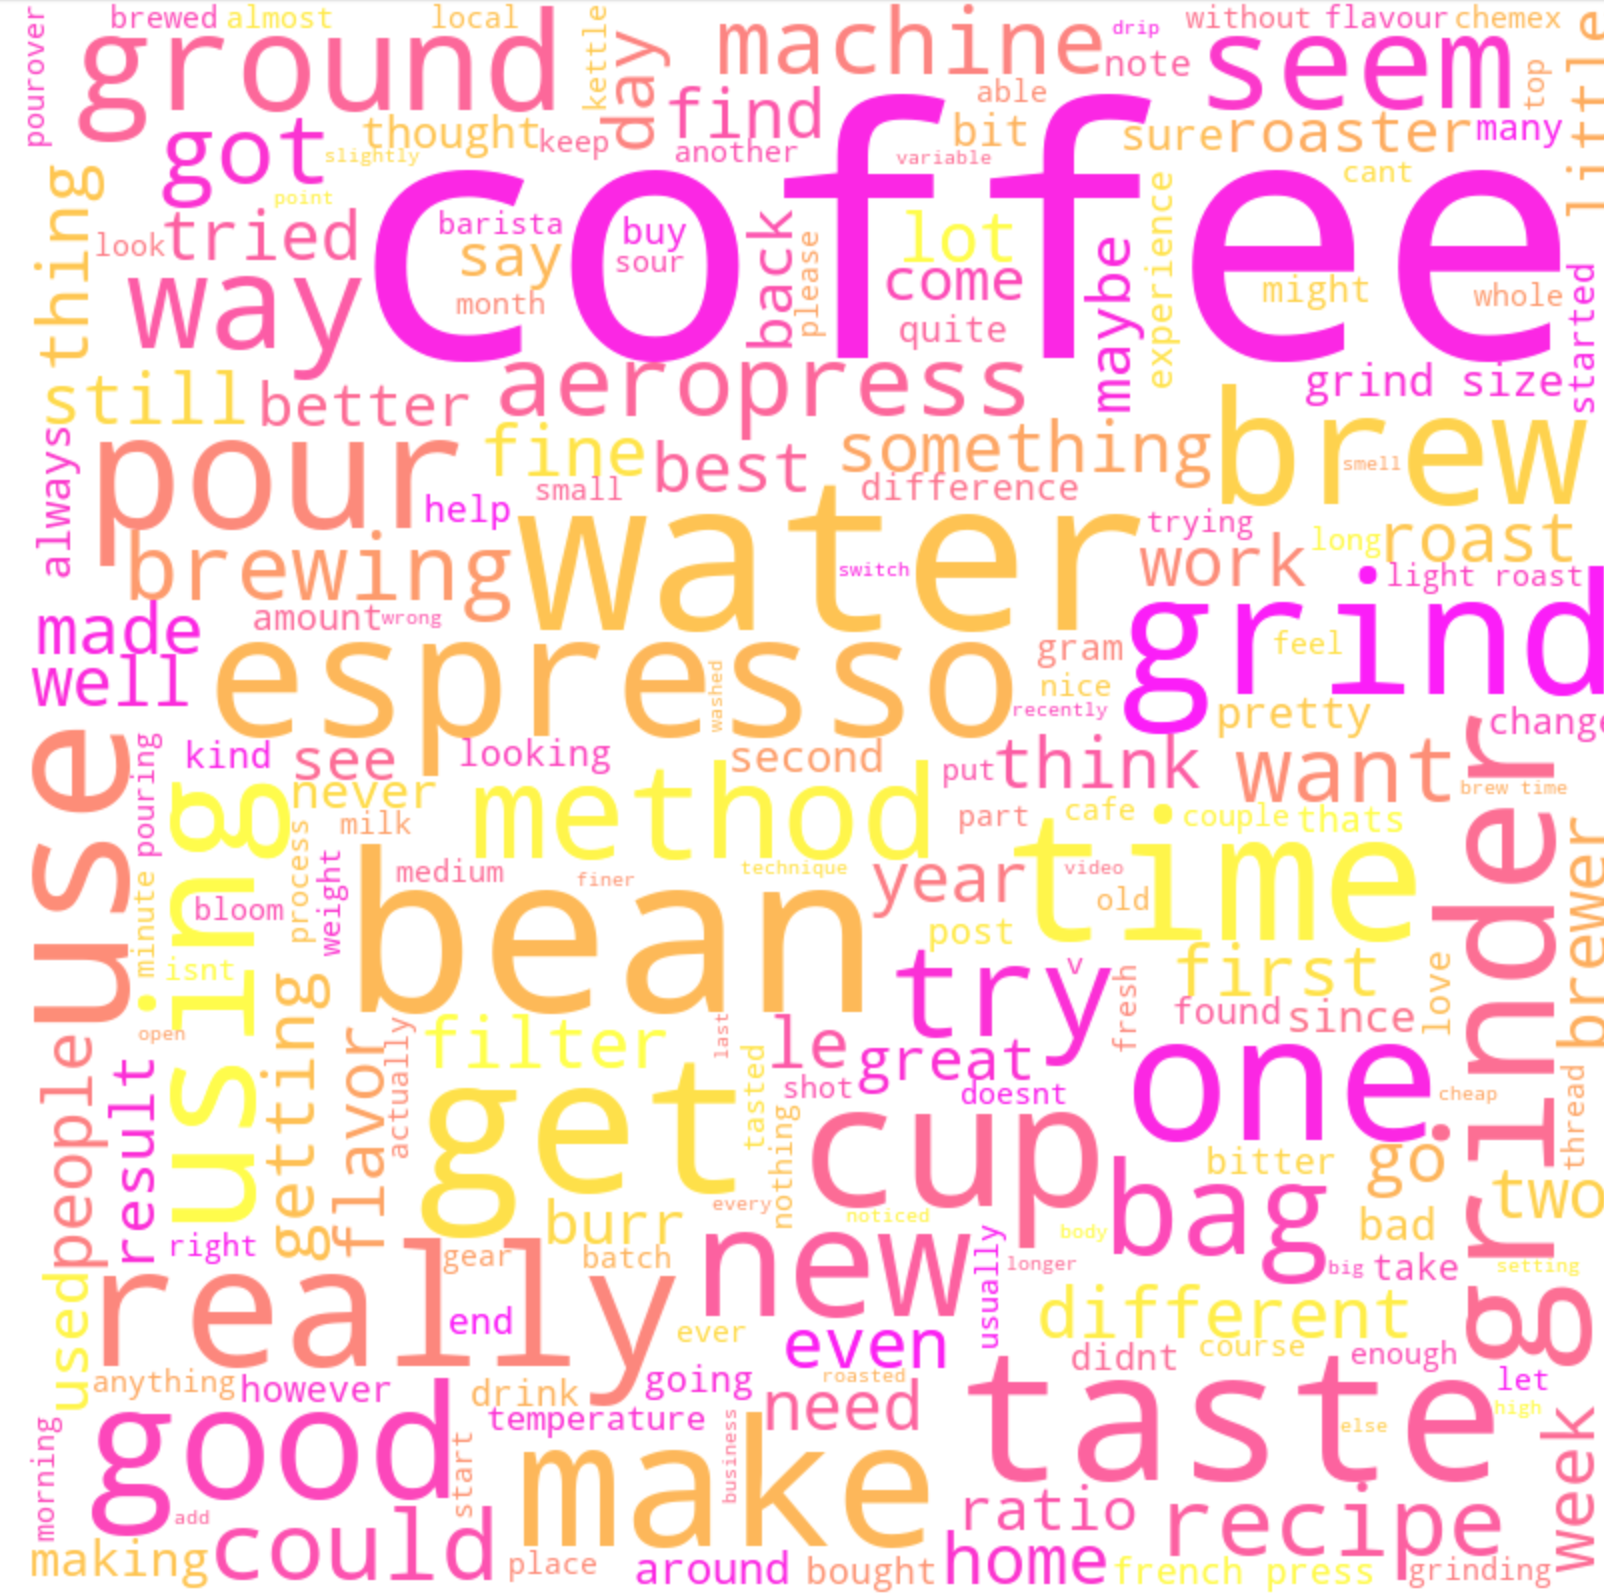 pourover
brewed
almost
local
kettle
day
machine
drip
note
without
flavour
chemex
little
ground
seem
top
able
find
got
thought
slightly
keep
another
bit
sure
roaster
many
variable
cant
point
thing
look
tried
coffee
barista
say
month
buy
sour
back
please
lot
come
quite
maybe
experience
might
whole
started
way
aeropress
grind size
still
better
always
pour
fine
best
something
brew
smell
small
difference
help
water
switch
trying
long
roast
work
light roast
brewing
amount
wrong
made
well
espresso
washed
gram
nice
recently
grind
feel
pretty
change
use
pouring
kind
see
looking
second
put
think
want
brew time
grinder
using
never
milk
method
part
cafe
couple
thats
time
minute
process
weight
medium
finer
technique
year
video
old
brewer
bloom
bean
post
isnt
try
v
first
fresh
love
open
getting
flavor
actually
filter
last
le
great
found
since
people
result
get
tasted
shot
doesnt
one
cheap
thread
nothing
cup
bitter
go
two
right
every
burr
noticed
body
bag
bad
used
really
gear
batch
new
usually
longer
big
take
setting
end
ever
even
different
course
didnt
enough
anything
however
drink
going
roasted
need
taste
let
high
else
week
good
temperature
morning
start
business
make
add
could
ratio
recipe
making
place
around
bought
home
french press
grinding